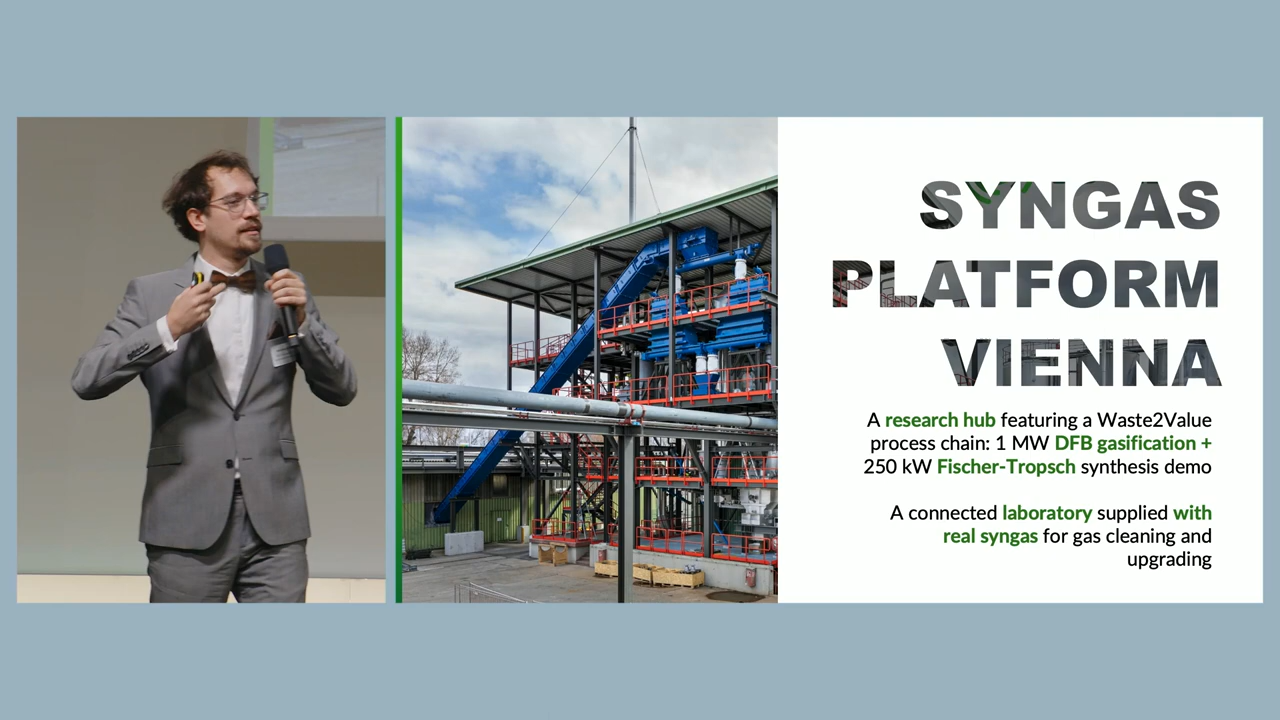 SYNGAS
PLATFORM
VIENNA
A research hub featuring a Waste2Value
process chain: 1 MW DFB gasification +
250 kW Fischer-Tropsch synthesis demo
A connected laboratory supplied with
real syngas for gas cleaning and
upgrading